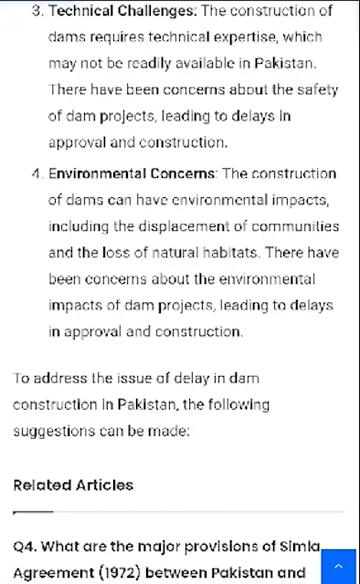 3. Technical Challenges: The construction of
dams requires technical expertise, which
may not be readily available in Pakistan.
There have been concerns about the safety
of dam projects, leading to delays in
approval and construction.
4. Environmental Concerns: The construction
of dams can have environmental impacts,
including the displacement of communities
and the loss of natural habitats. There have
been concerns about the environmental
impacts of dam projects, leading to delays
in approval and construction.
To address the issue of delay in dam
construction in Pakistan, the following
suggestions can be made:
Related Articles
Q4. What are the major provisions of Simla
Agreement (1972) between Pakistan and